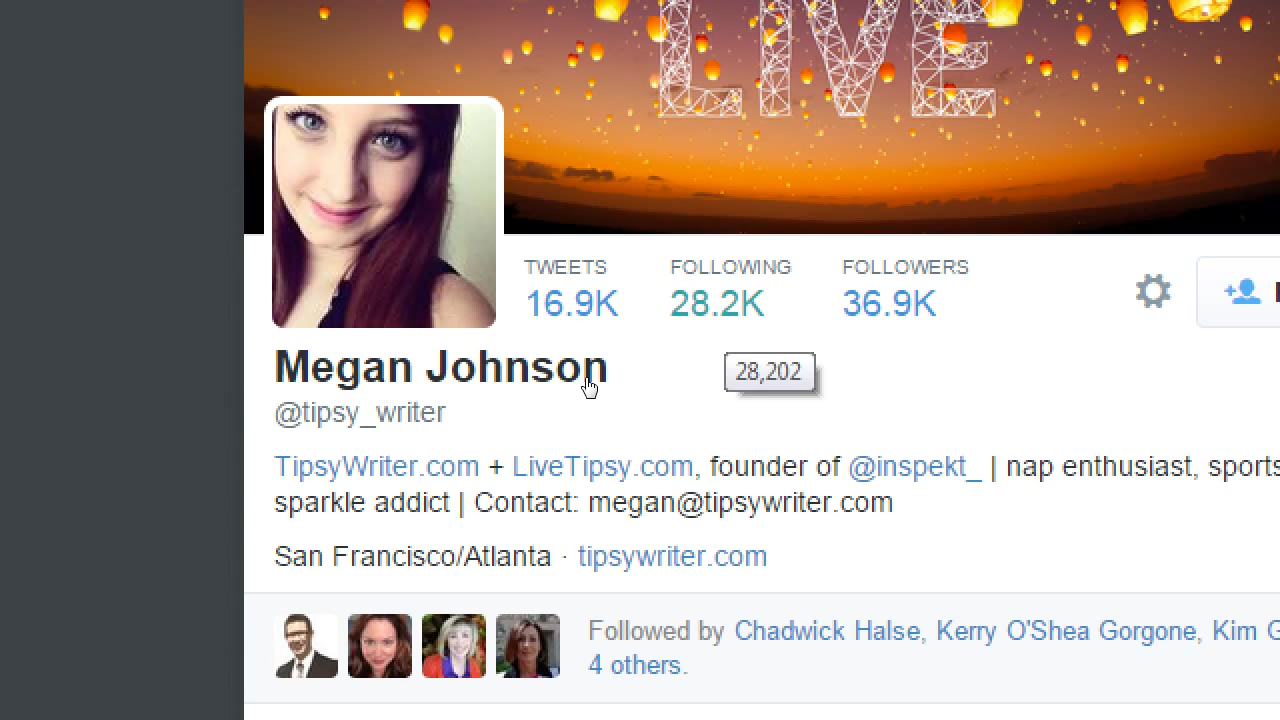 LIVE
TWEETS FOLLOWING FOLLOWERS
16.9K 28.2K 36.9K
Megan Johnson
28,202
@tipsy_writer
TipsyWriter.com + LiveTipsy.com, founder of @inspekt_ | nap enthusiast, sports
sparkle addict | Contact: megan@tipsywriter.com
San Francisco/Atlanta · tipsywriter.com
Followed by Chadwick Halse, Kerry O'Shea Gorgone, Kim
4 others.